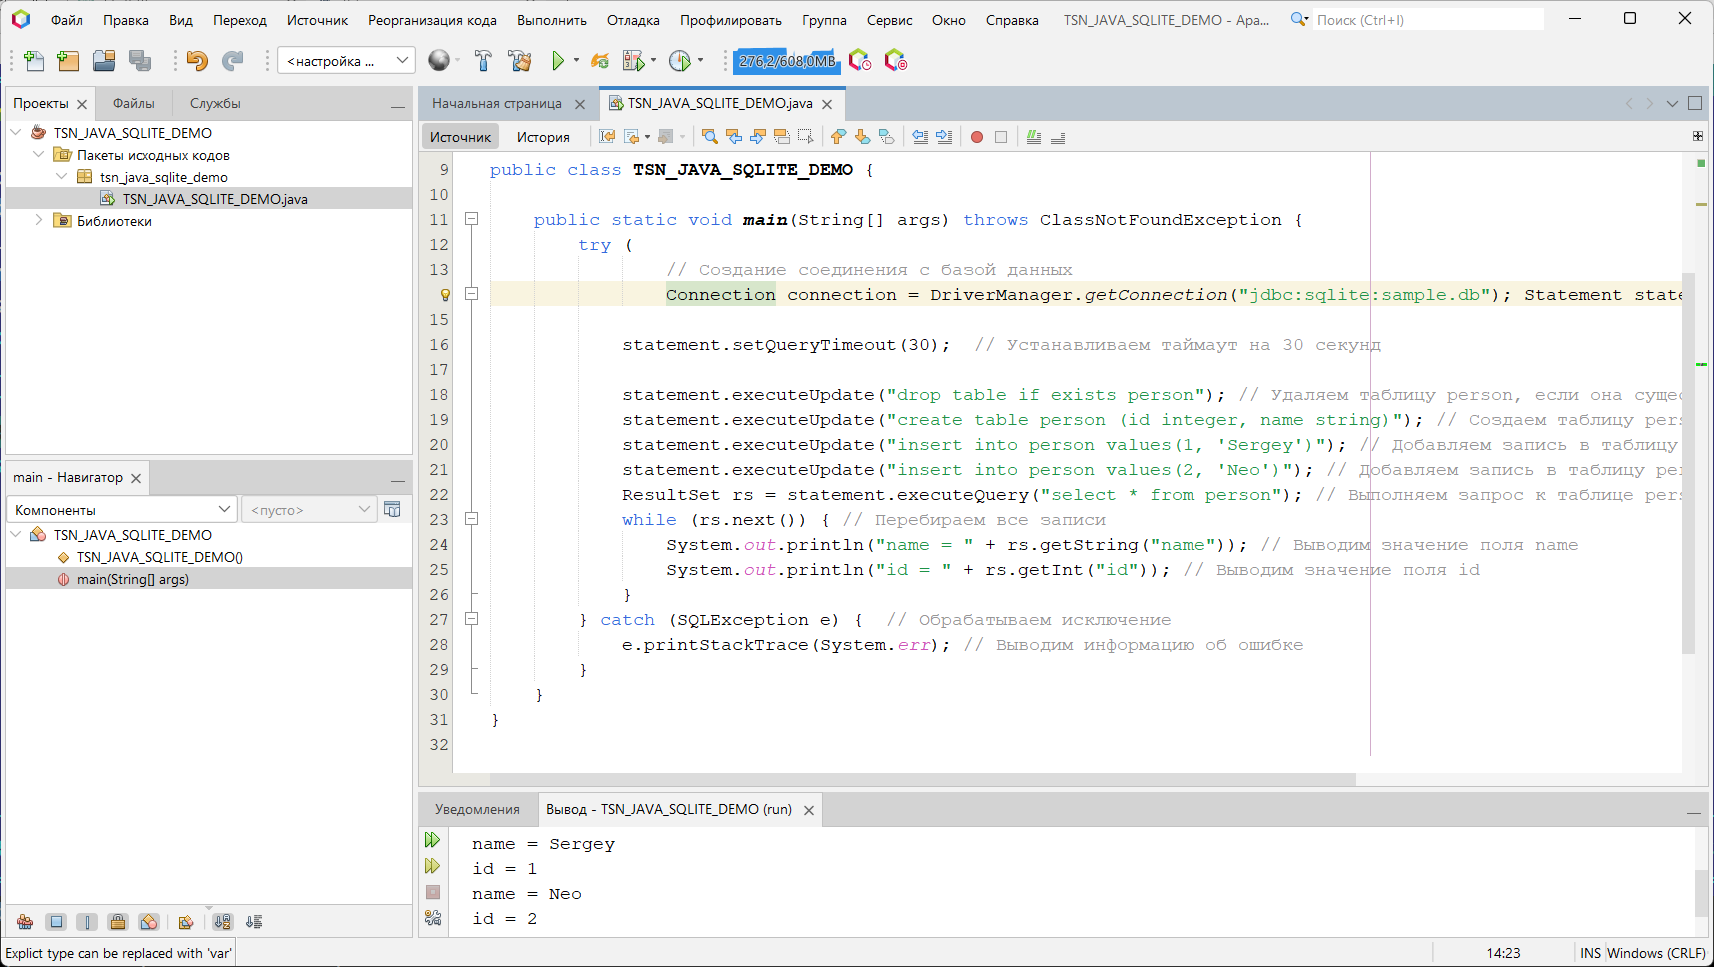 Файл Правка Вид Переход Источник Реорганизация кода Выполнить Отладка Профилировать Группа Сервис Окно Справка TSN_JAVA_SQLITE_DEMO - Apa... Поиск (Ctrl+I)
<настройка ... 276,2/608,0MB
Проекты Файлы Службы
TSN_JAVA_SQLITE_DEMO
Пакеты исходных кодов
tsn_java_sqlite_demo
TSN_JAVA_SQLITE_DEMO.java
Библиотеки
main - Навигатор
Компоненты <пусто>
TSN_JAVA_SQLITE_DEMO
TSN_JAVA_SQLITE_DEMO()
main(String[] args)
Начальная страница TSN_JAVA_SQLITE_DEMO.java
Источник История
9 public class TSN_JAVA_SQLITE_DEMO {
10
11 public static void main(String[] args) throws ClassNotFoundException {
12 try (
13 // Создание соединения с базой данных
Connection connection = DriverManager.getConnection("jdbc:sqlite:sample.db"); Statement state
15
16 statement.setQueryTimeout(30); // Устанавливаем таймаут на 30 секунд
17
18 statement.executeUpdate("drop table if exists person"); // Удаляем таблицу person, если она сущес
19 statement.executeUpdate("create table person (id integer, name string)"); // Создаем таблицу pers
20 statement.executeUpdate("insert into person values(1, 'Sergey')"); // Добавляем запись в таблицу
21 statement.executeUpdate("insert into person values(2, 'Neo')"); // Добавляем запись в таблицу per
22 ResultSet rs = statement.executeQuery("select * from person"); // Выполняем запрос к таблице pers
23 while (rs.next()) { // Перебираем все записи
24 System.out.println("name = " + rs.getString("name")); // Выводим значение поля name
25 System.out.println("id = " + rs.getInt("id")); // Выводим значение поля id
26 }
27 } catch (SQLException e) { // Обрабатываем исключение
28 e.printStackTrace(System.err); // Выводим информацию об ошибке
29 }
30 }
31 }
32
Уведомления Вывод - TSN_JAVA_SQLITE_DEMO (run)
name = Sergey
id = 1
name = Neo
id = 2
Explict type can be replaced with 'var' 14:23 INS Windows (CRLF)